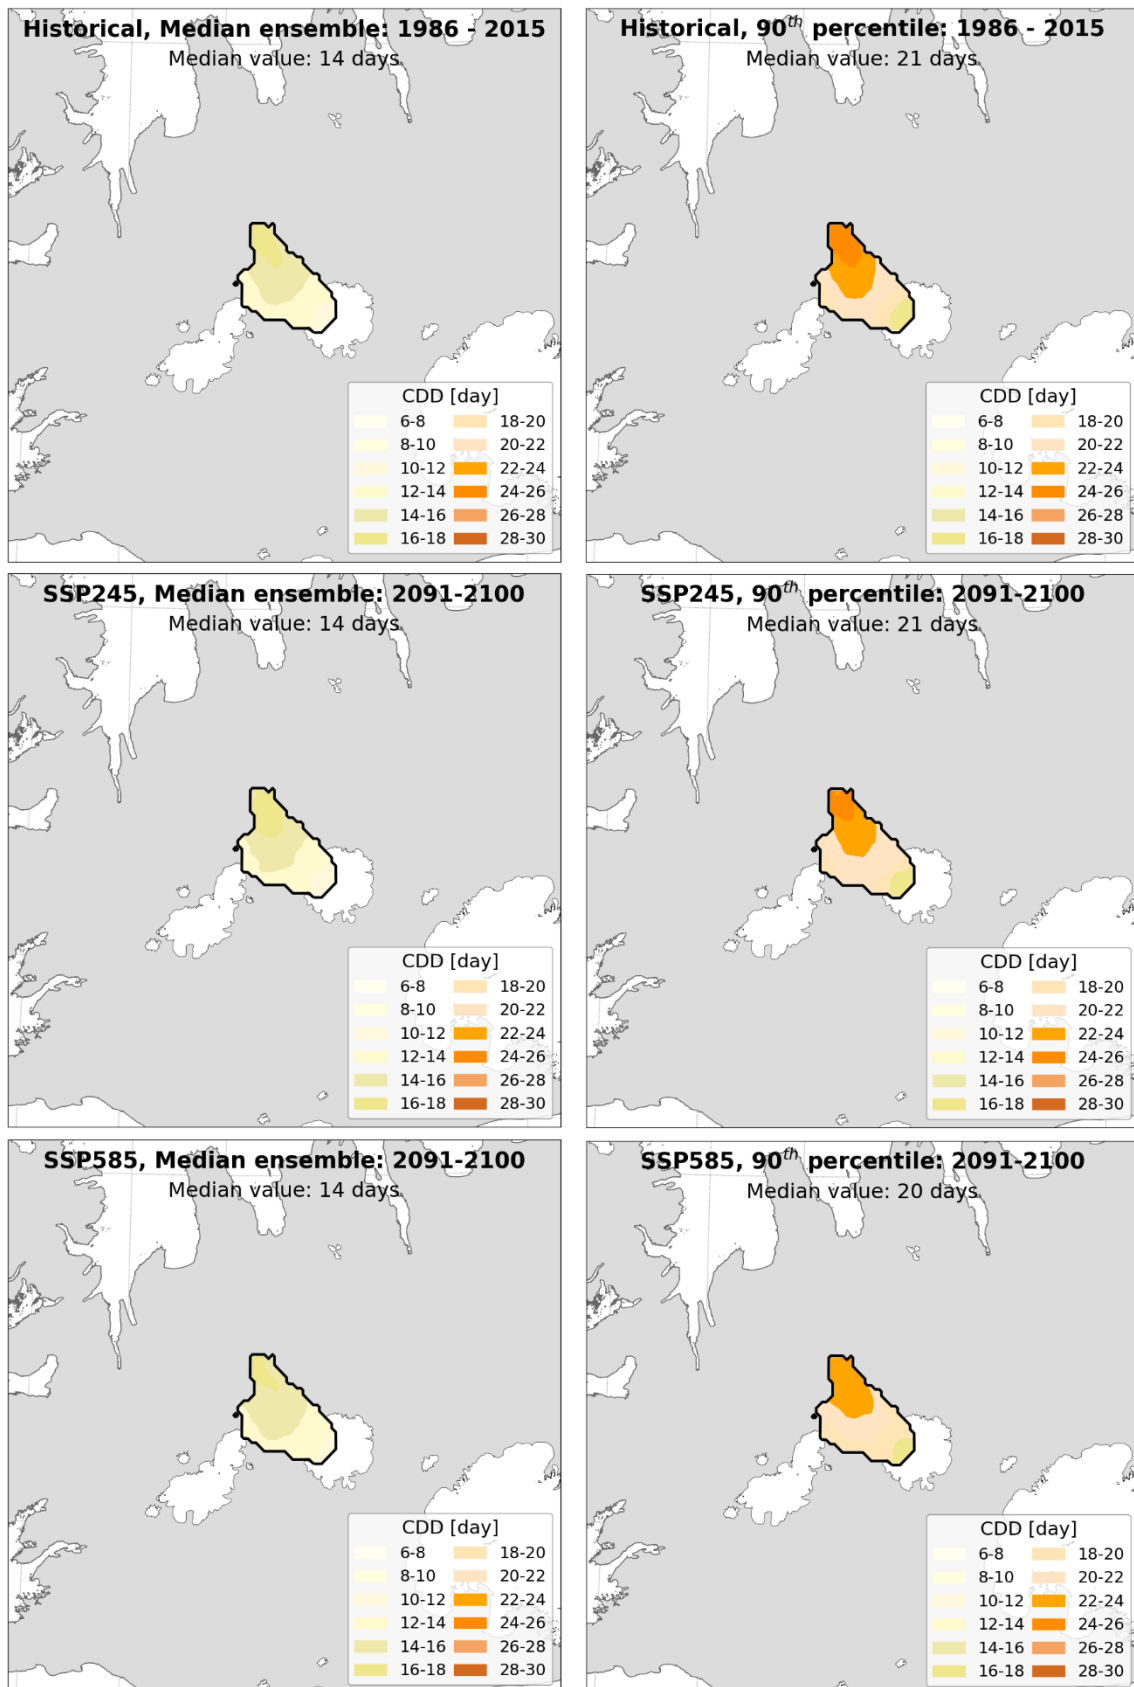 Historical, Median ensemble: 1986 - 2015
Median value: 14 days
CDD [day]
6-8 18-20
8-10 20-22
10-12 22-24
12-14 24-26
14-16 26-28
16-18 28-30
Historical, 90th percentile: 1986 - 2015
Median value: 21 days
CDD [day]
6-8 18-20
8-10 20-22
10-12 22-24
12-14 24-26
14-16 26-28
16-18 28-30
SSP245, Median ensemble: 2091-2100
Median value: 14 days
CDD [day]
6-8 18-20
8-10 20-22
10-12 22-24
12-14 24-26
14-16 26-28
16-18 28-30
SSP245, 90th percentile: 2091-2100
Median value: 21 days
CDD [day]
6-8 18-20
8-10 20-22
10-12 22-24
12-14 24-26
14-16 26-28
16-18 28-30
SSP585, Median ensemble: 2091-2100
Median value: 14 days
CDD [day]
6-8 18-20
8-10 20-22
10-12 22-24
12-14 24-26
14-16 26-28
16-18 28-30
SSP585, 90th percentile: 2091-2100
Median value: 20 days
CDD [day]
6-8 18-20
8-10 20-22
10-12 22-24
12-14 24-26
14-16 26-28
16-18 28-30